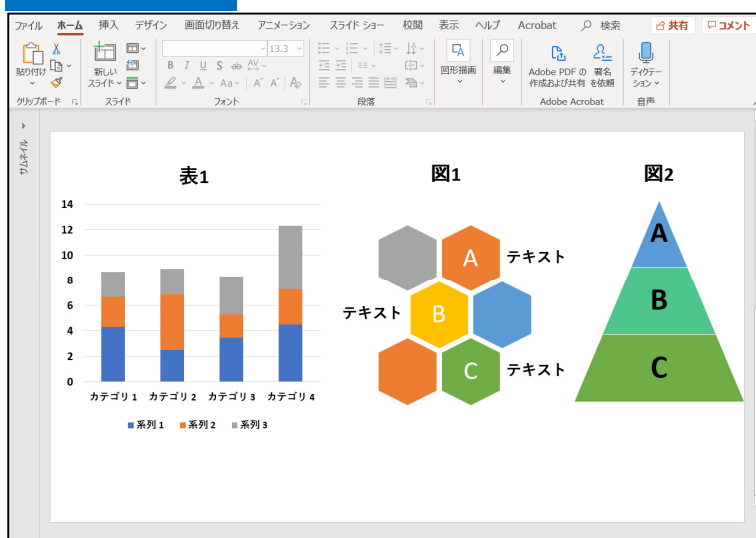 ファイル ホーム 挿入 デザイン 画面切り替え アニメーション スライド ショー 校閲 表示 ヘルプ Acrobat 検索 共有 コメント
13.3
貼り付け 新しい スライド B I U S ab AV Aa A A A 図形描画 編集 Adobe PDF の 作成および共有 署名 を依頼 ディクテー ション
クリップボード スライド フォント 段落 Adobe Acrobat 音声
サムネイル
表1 図1 図2
14
12
10
8
6
4
2
0
カテゴリ 1 カテゴリ 2 カテゴリ 3 カテゴリ 4
系列 1 系列 2 系列 3
A テキスト
テキスト B
C テキスト
A
B
C